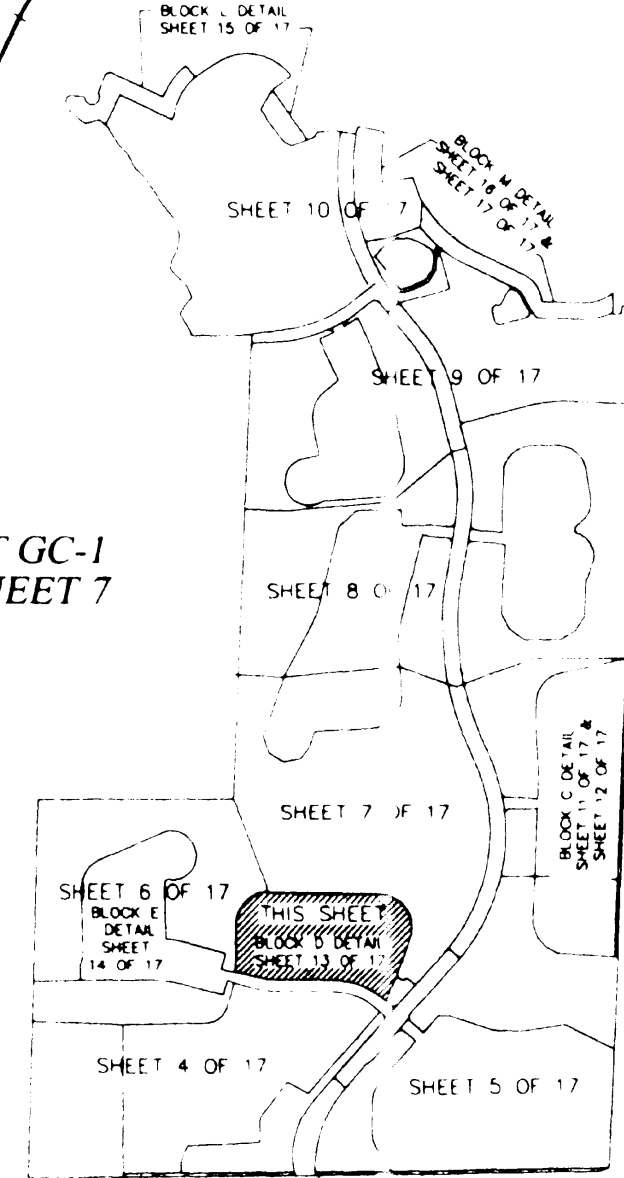 BLOCK L DETAIL
SHEET 15 OF 17
BLOCK M DETAIL
SHEET 16 OF 17 &
SHEET 17 OF 17
SHEET 10 OF 17
SHEET 9 OF 17
T GC-1
HEET 7
SHEET 8 O 17
BLOCK C DETAIL
SHEET 11 OF 17 &
SHEET 12 OF 17
SHEET 7 OF 17
SHEET 6 OF 17
BLOCK E
DETAIL
SHEET
14 OF 17
THIS SHEET
BLOCK D DETAIL
SHEET 13 OF 17
SHEET 4 OF 17
SHEET 5 OF 17